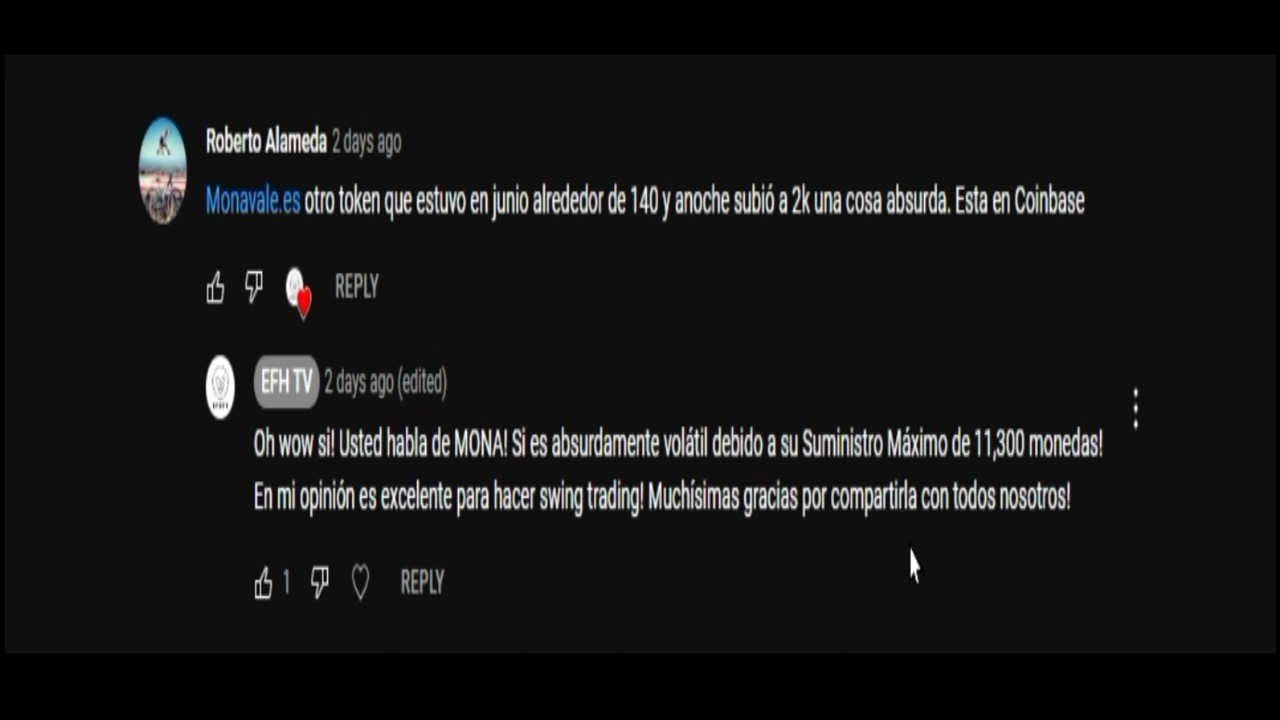 Roberto Alameda 2 days ago
Monavale.es otro token que estuvo en junio alrededor de 140 y anoche subió a 2k una cosa absurda. Esta en Coinbase
REPLY
EFH TV 2 days ago (edited)
Oh wow si! Usted habla de MONA! Si es absurdamente volátil debido a su Suministro Máximo de 11,300 monedas!
En mi opinión es excelente para hacer swing trading! Muchísimas gracias por compartirla con todos nosotros!
1 REPLY